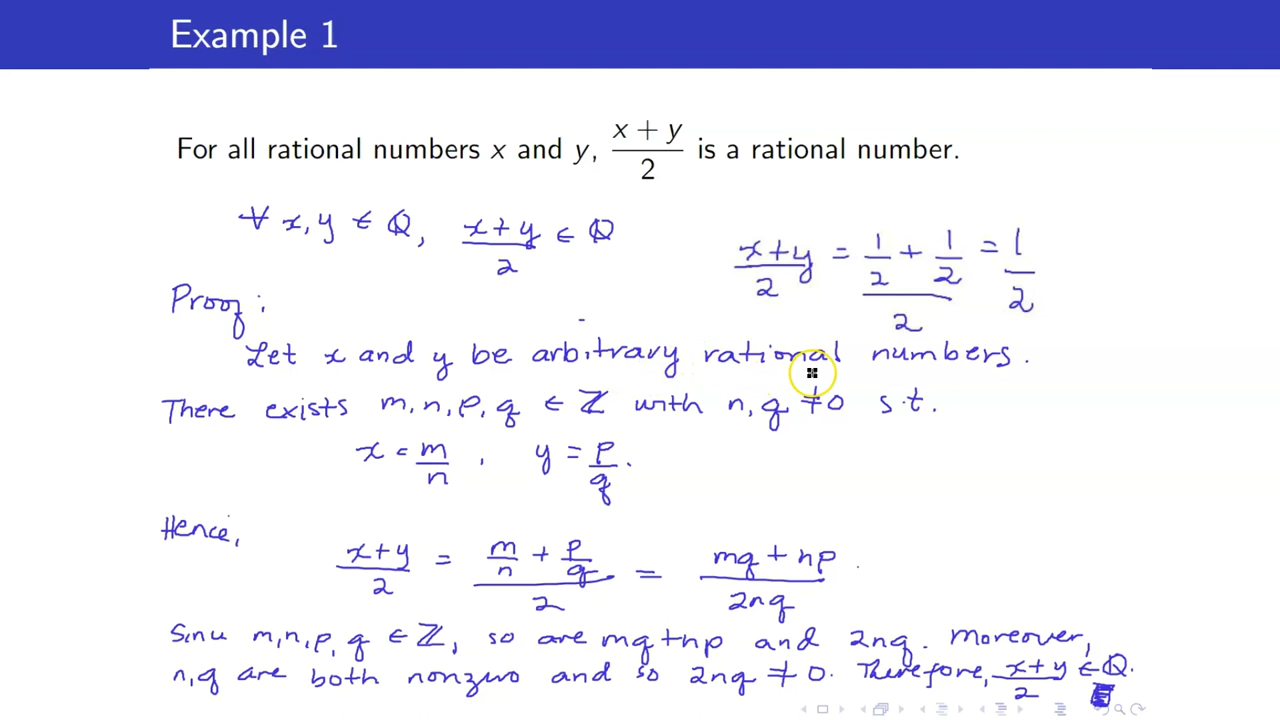 Example 1
For all rational numbers x and y, (x + y)/2 is a rational number.
∀ x, y ∈ ℚ, (x+y)/2 ∈ ℚ
(x+y)/2 = (1/2 + 1/2)/2 = 1/2
Proof:
Let x and y be arbitrary rational numbers.
There exists m, n, p, q ∈ ℤ with n, q ≠ 0 s.t.
x = m/n , y = p/q .
Hence,
(x+y)/2 = (m/n + p/q)/2 = (mq + np)/(2nq) .
Sinu m, n, p, q ∈ ℤ, so are mq + np and 2nq. Moreover,
n, q are both nonzero and so 2nq ≠ 0. Therefore, (x+y)/2 ∈ ℚ.